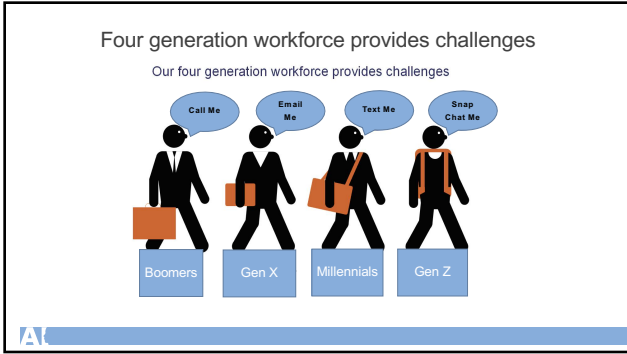 Four generation workforce provides challenges
Our four generation workforce provides challenges
Call Me
Email
Me
Text Me
Snap
Chat Me
Boomers
Gen X
Millennials
Gen Z